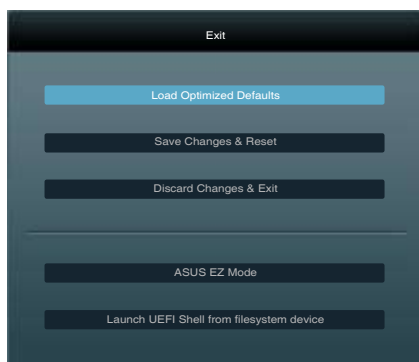 Exit
Load Optimized Defaults
Save Changes & Reset
Discard Changes & Exit
ASUS EZ Mode
Launch UEFI Shell from filesystem device